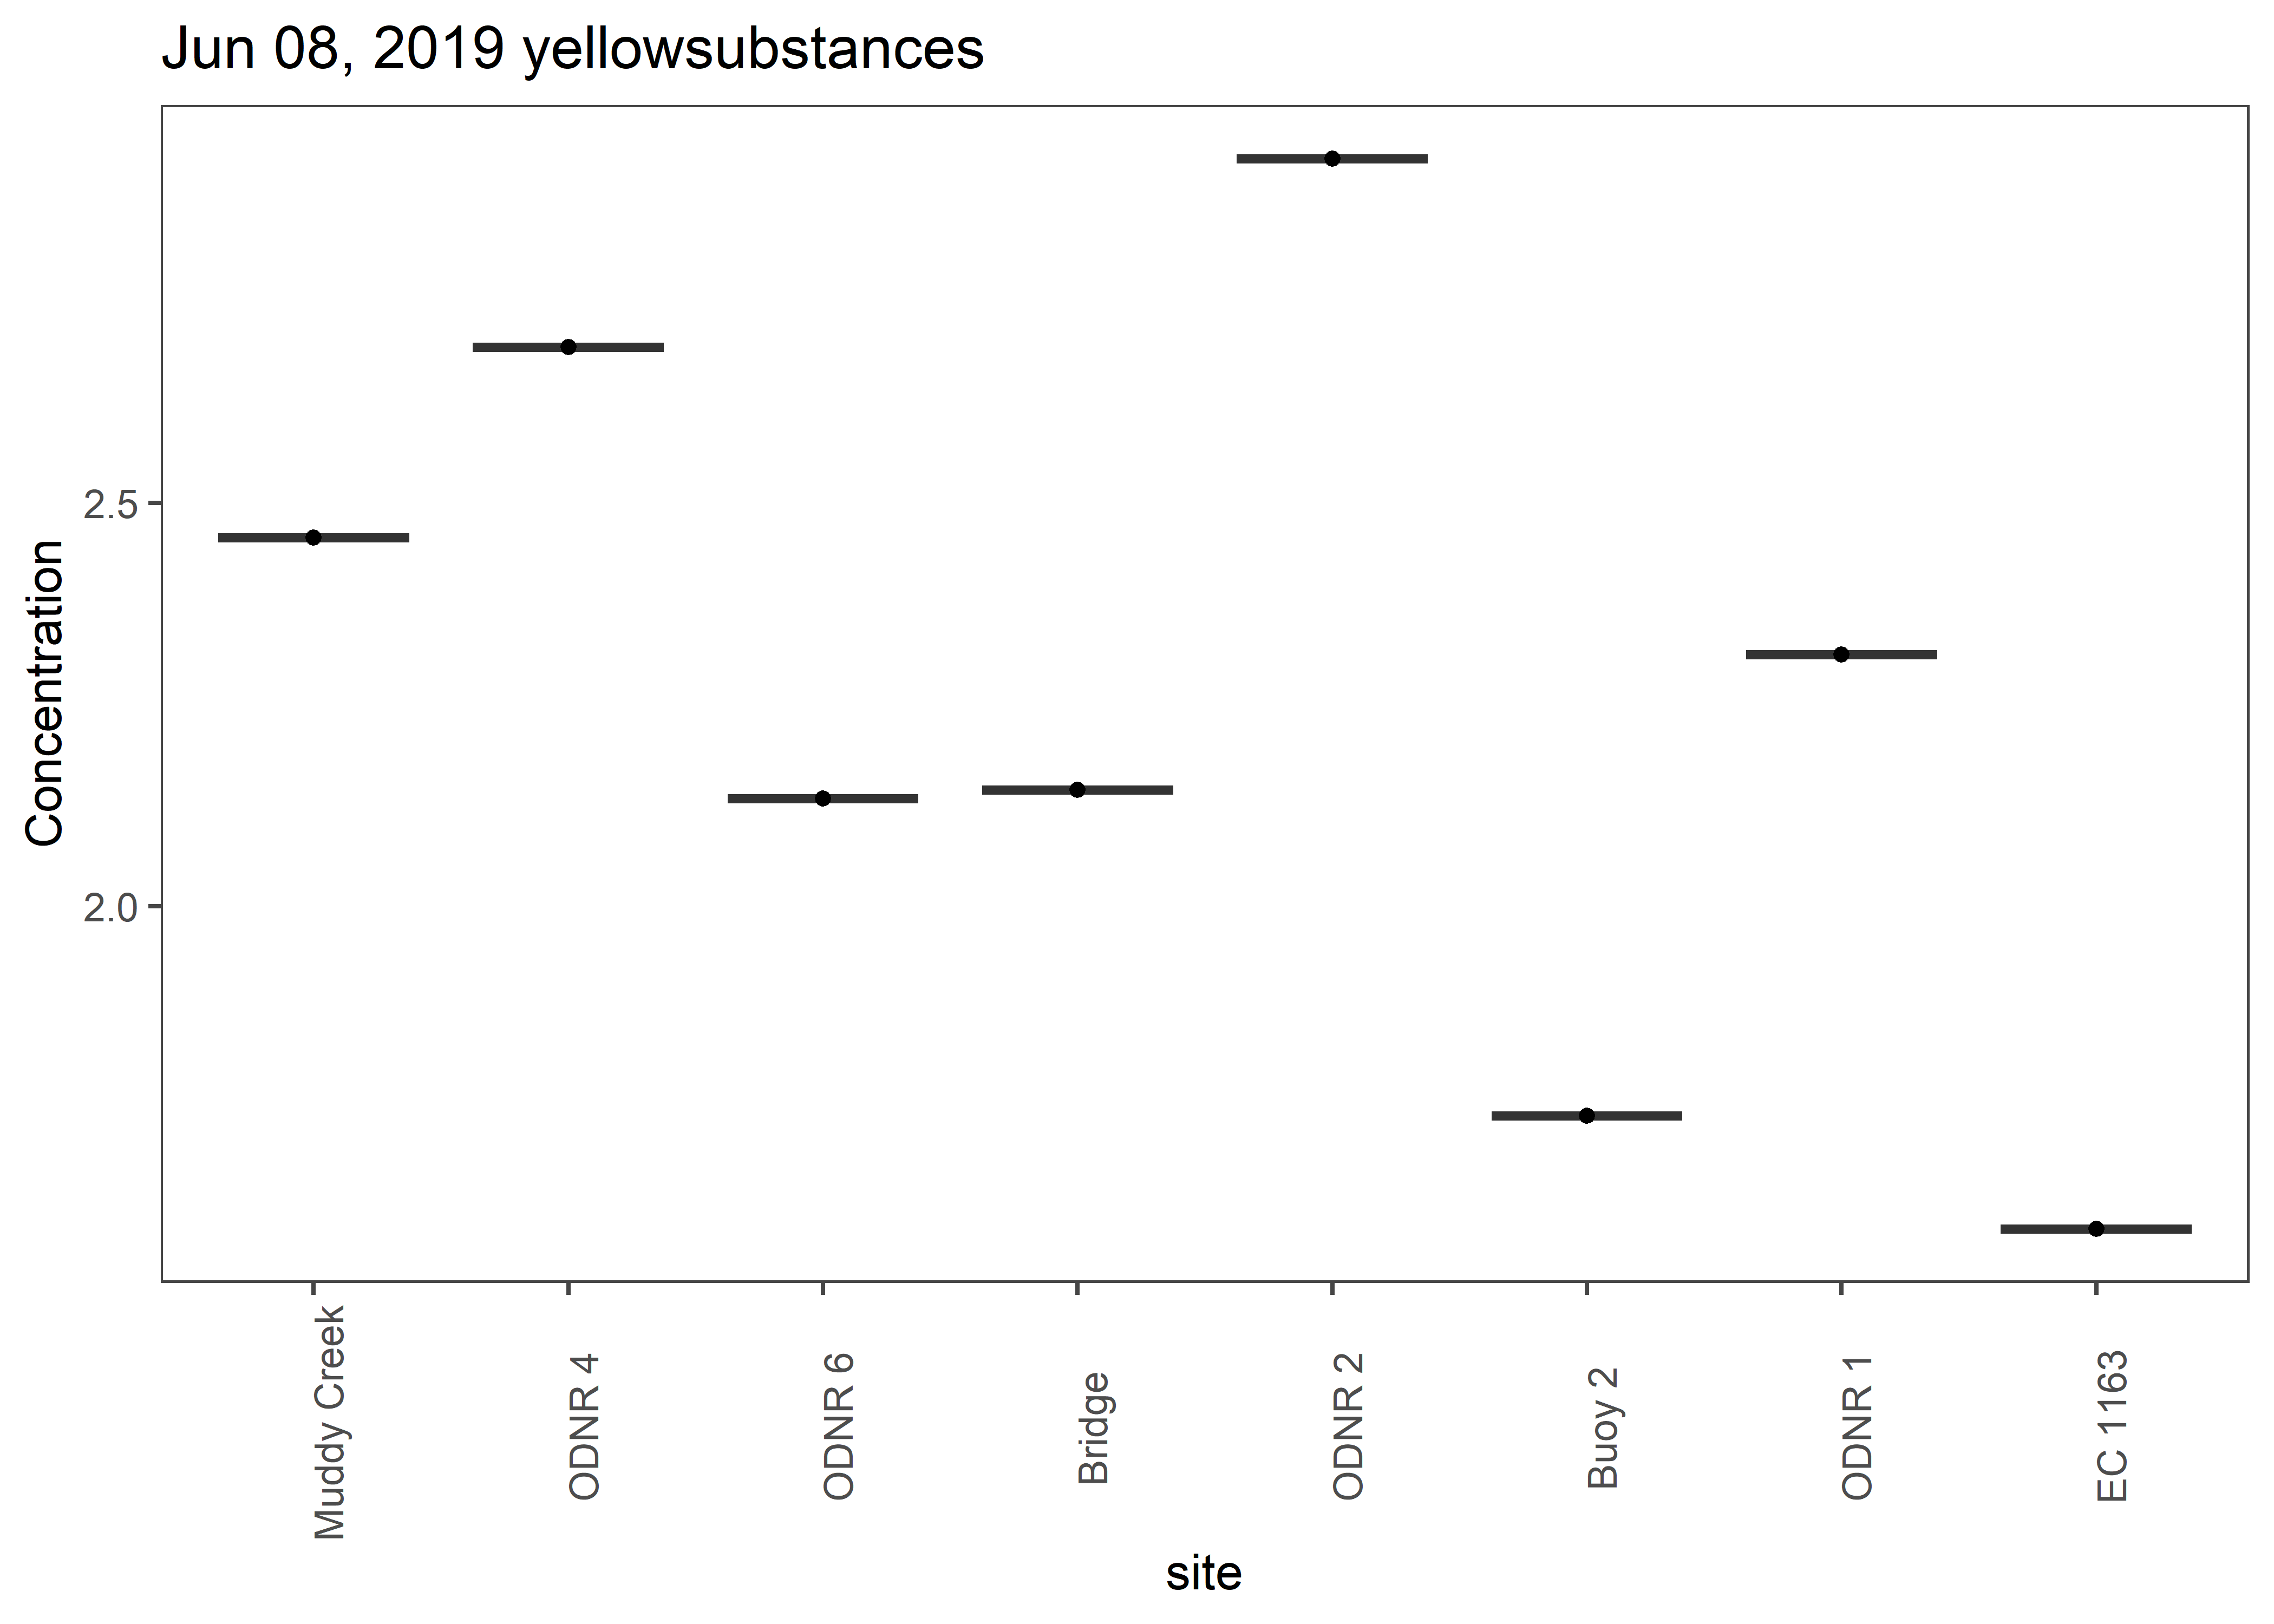 Jun 08, 2019 yellowsubstances
Concentration
2.5
2.0
Muddy Creek
ODNR 4
ODNR 6
Bridge
ODNR 2
Buoy 2
ODNR 1
EC 1163
site